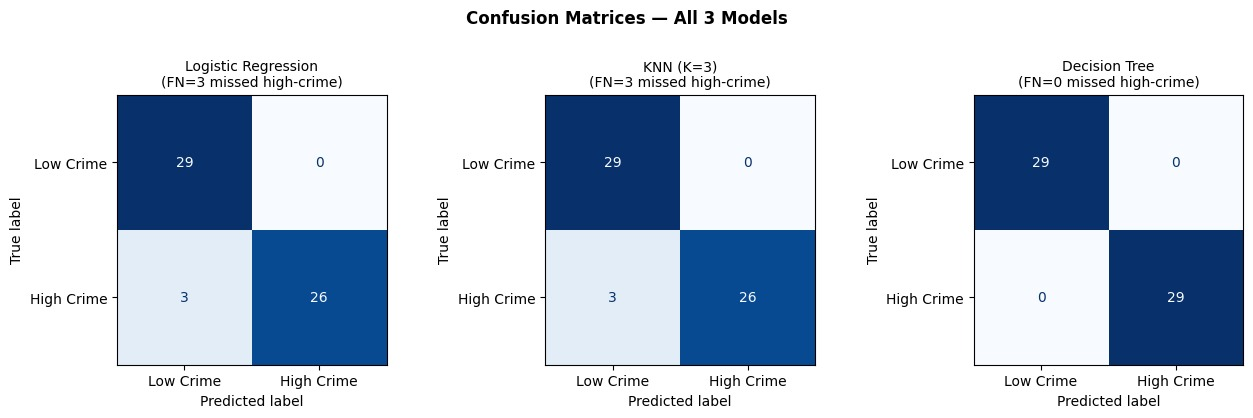 Confusion Matrices — All 3 Models
Logistic Regression
(FN=3 missed high-crime)
Low Crime
High Crime
True label
29
0
3
26
Low Crime
High Crime
Predicted label
KNN (K=3)
(FN=3 missed high-crime)
Low Crime
High Crime
True label
29
0
3
26
Low Crime
High Crime
Predicted label
Decision Tree
(FN=0 missed high-crime)
Low Crime
High Crime
True label
29
0
0
29
Low Crime
High Crime
Predicted label